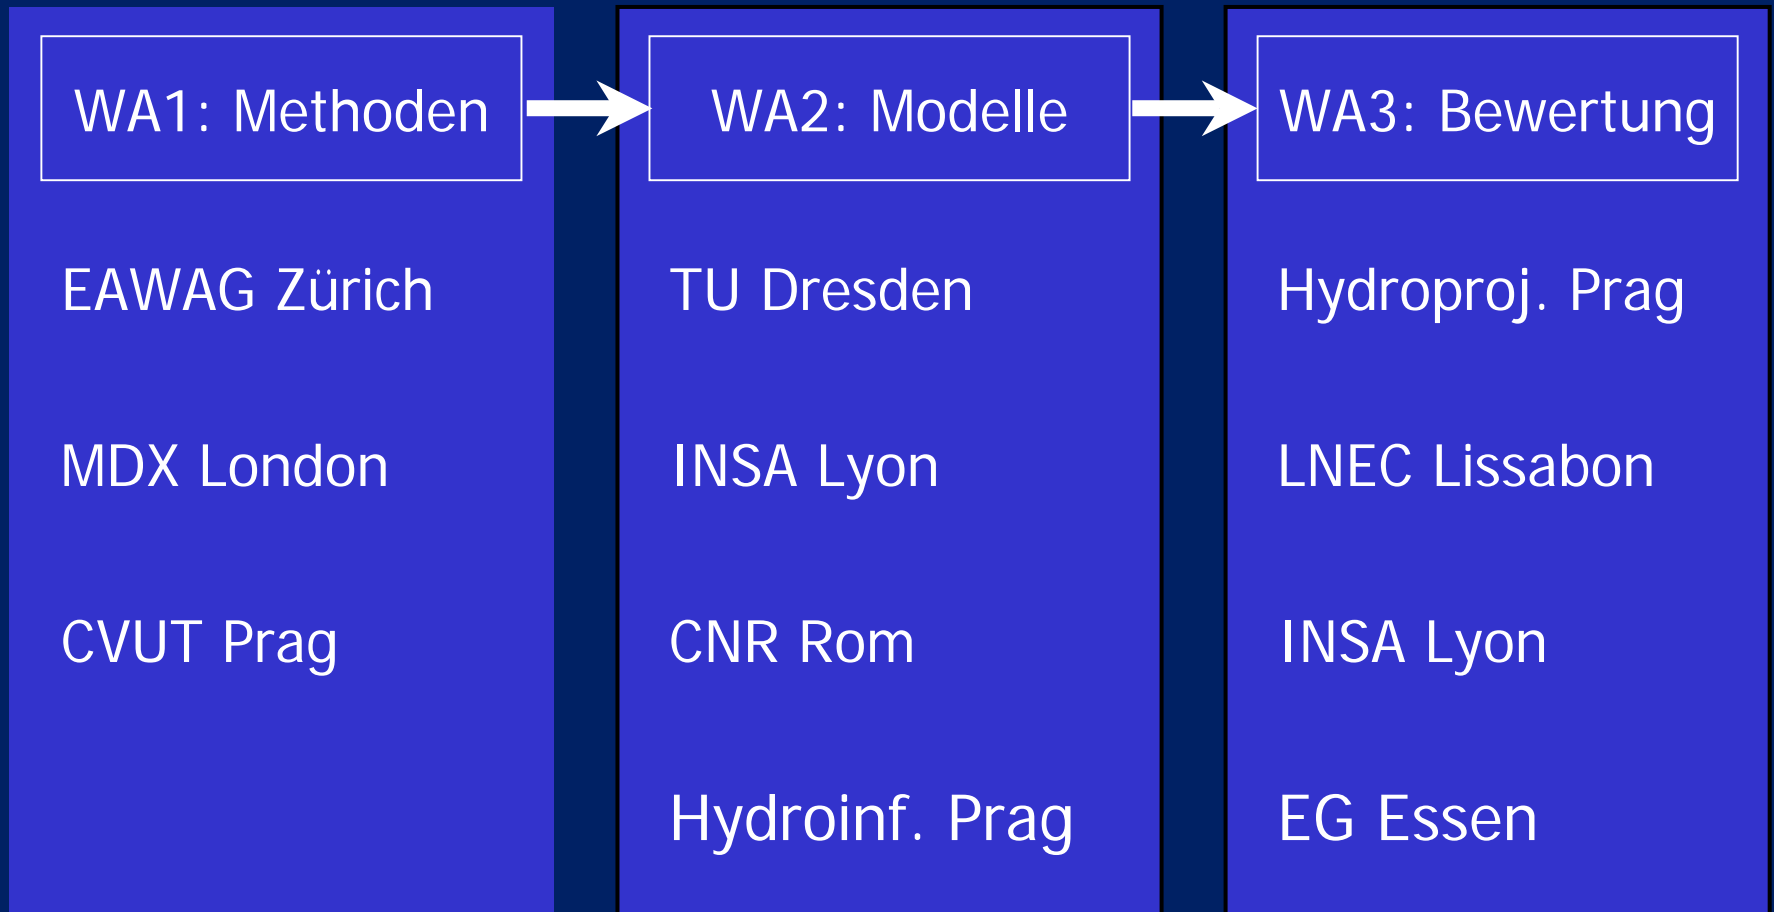 WA1: Methoden
EAWAG Zürich
MDX London
CVUT Prag
WA2: Modelle
TU Dresden
INSA Lyon
CNR Rom
Hydroinf. Prag
WA3: Bewertung
Hydroproj. Prag
LNEC Lissabon
INSA Lyon
EG Essen